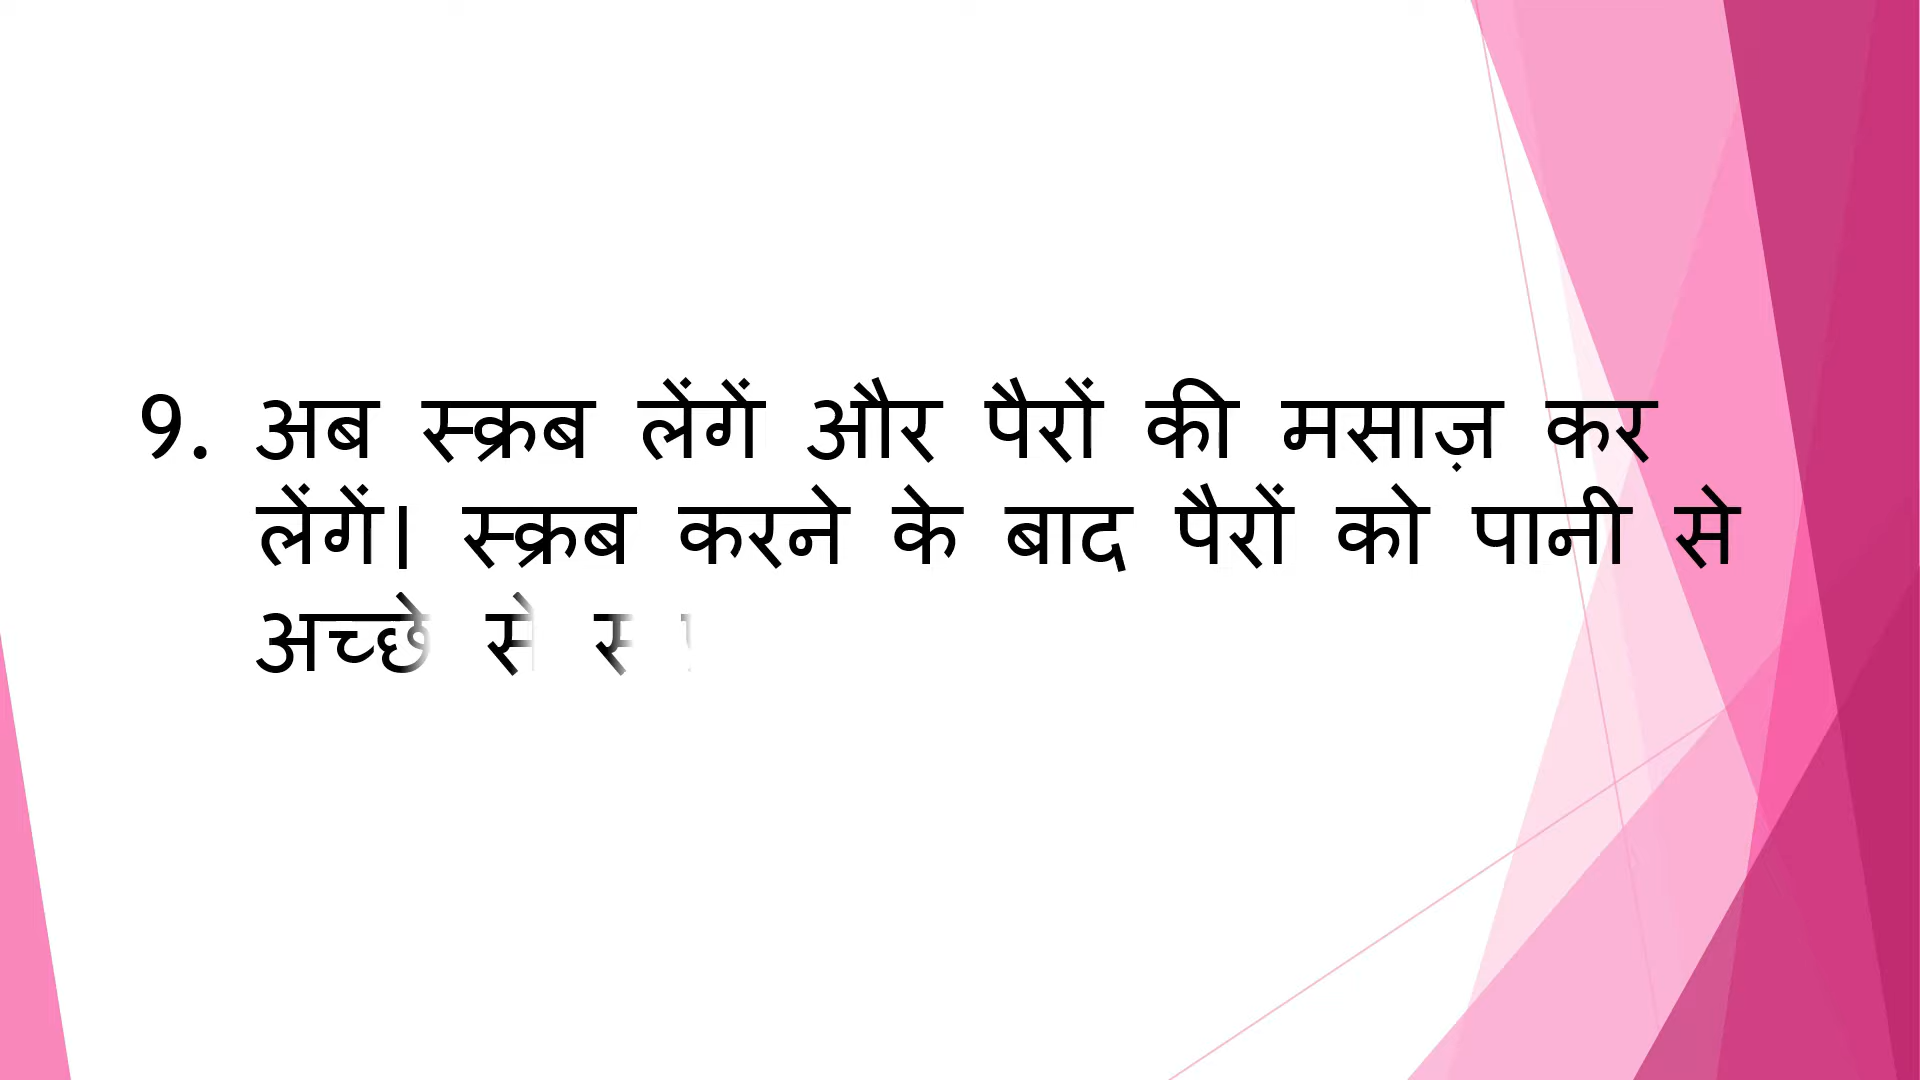 9. अब स्क्रब लेंगें और पैरों की मसाज़ कर
लेंगें। स्क्रब करने के बाद पैरों को पानी से
अच्छे से